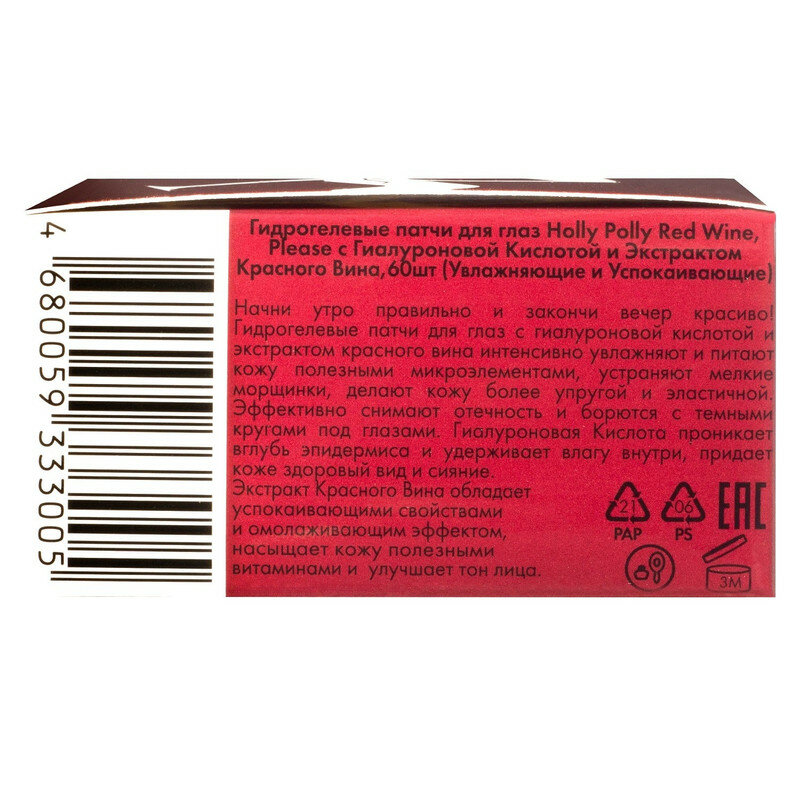 Гидрогелевые патчи для глаз Holly Polly Red Wine,
Please с Гиалуроновой Кислотой и Экстрактом
Красного Вина,60шт (Увлажняющие и Успокаивающие)
Начни утро правильно и закончи вечер красиво!
Гидрогелевые патчи для глаз с гиалуроновой кислотой и
экстрактом красного вина интенсивно увлажняют и питают
кожу полезными микроэлементами, устраняют мелкие
морщинки, делают кожу более упругой и эластичной.
Эффективно снимают отечность и борются с темными
кругами под глазами. Гиалуроновая Кислота проникает
вглубь эпидермиса и удерживает влагу внутри, придает
коже здоровый вид и сияние.
Экстракт Красного Вина обладает
успокаивающими свойствами
и омолаживающим эффектом,
насыщает кожу полезными
витаминами и улучшает тон лица.
21
PAP
06
PS
EAC
3М
4 680059 333005